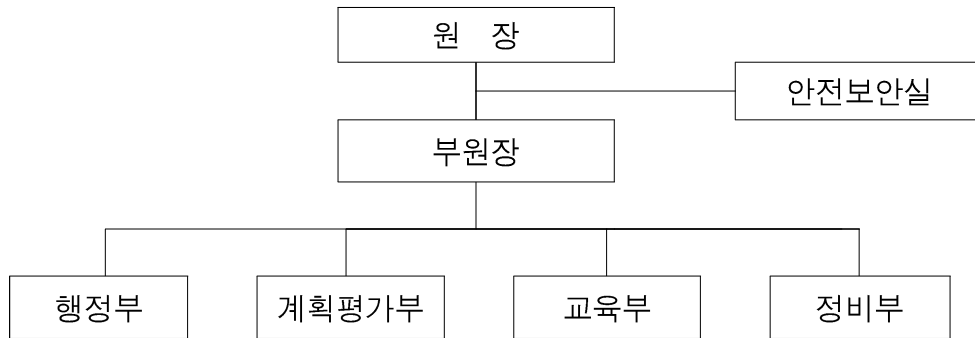 원 장
안전보안실
부원장
행정부
계획평가부
교육부
정비부